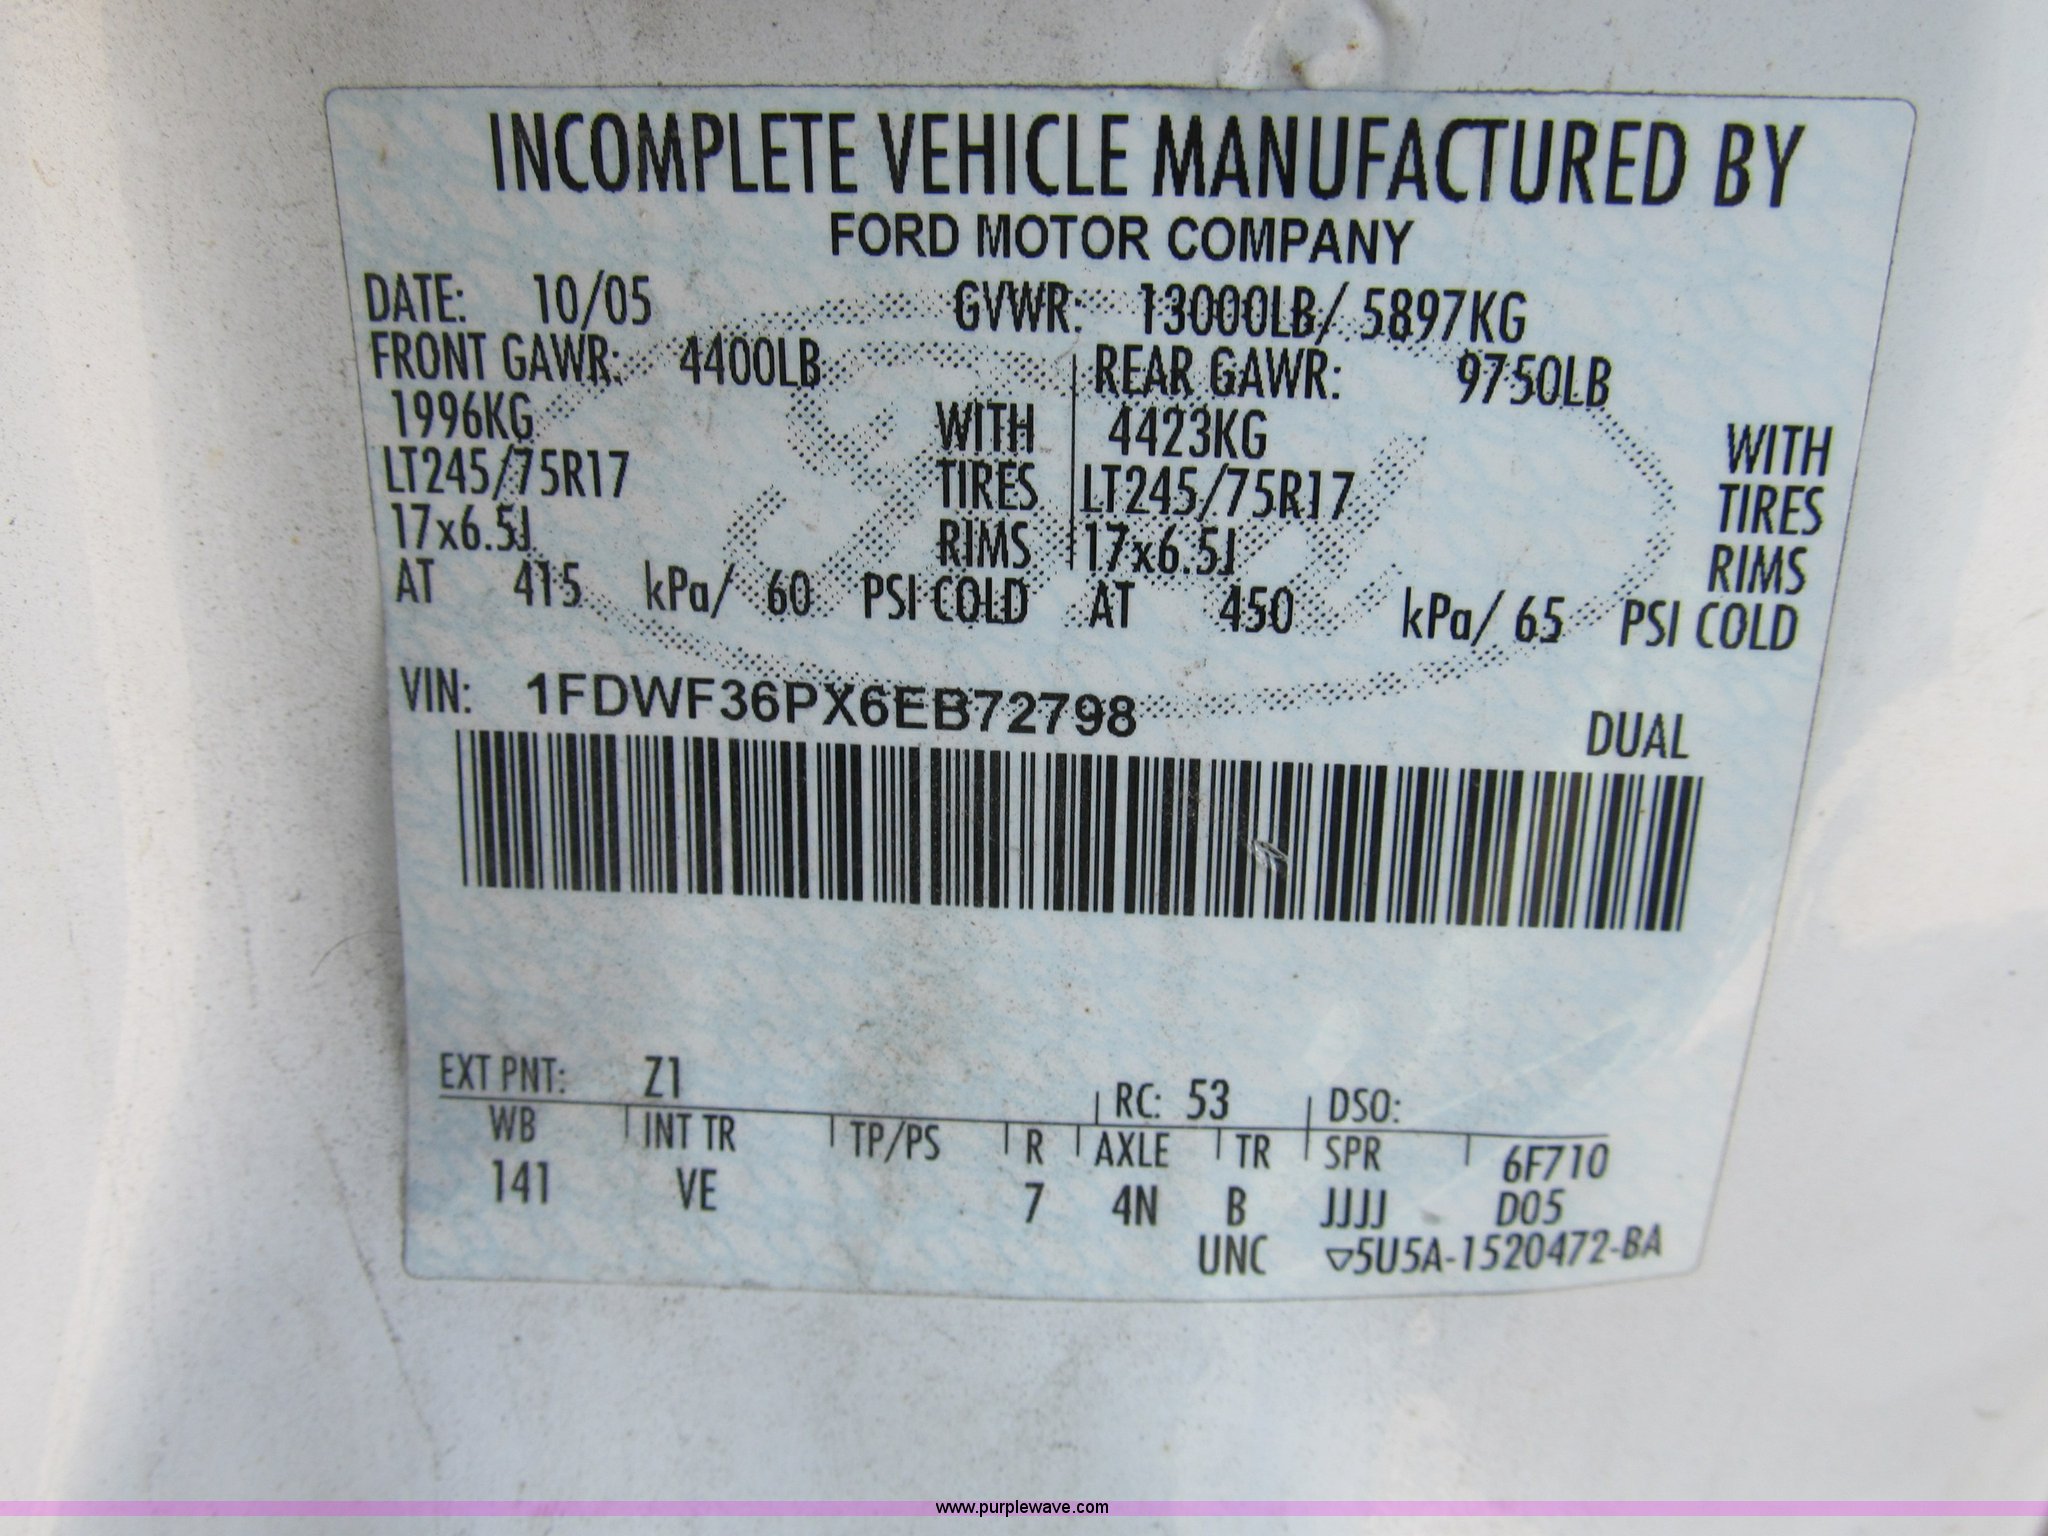 INCOMPLETE VEHICLE MANUFACTURED BY
FORD MOTOR COMPANY
DATE: 10/05 GVWR: 13000LB/ 5897KG
FRONT GAWR: 4400LB REAR GAWR: 9750LB
1996KG WITH 4423KG WITH
LT245/75R17 TIRES LT245/75R17 TIRES
17x6.5J RIMS 17x6.5J RIMS
AT 415 kPa/ 60 PSI COLD AT 450 kPa/ 65 PSI COLD
VIN: 1FDWF36PX6EB72798
DUAL
EXT PNT: Z1 RC: 53 DSO:
WB INT TR TP/PS R AXLE TR SPR 6F710
141 VE 7 4N B JJJJ D05
UNC ▽5U5A-1520472-BA
www.purplewave.com